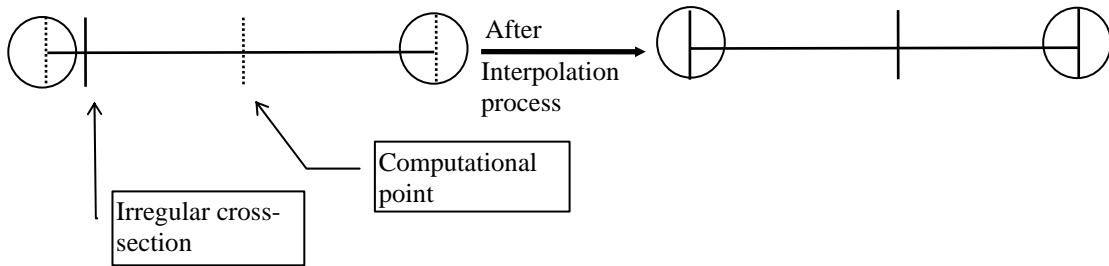 After
Interpolation
process
Computational
point
Irregular cross-
section